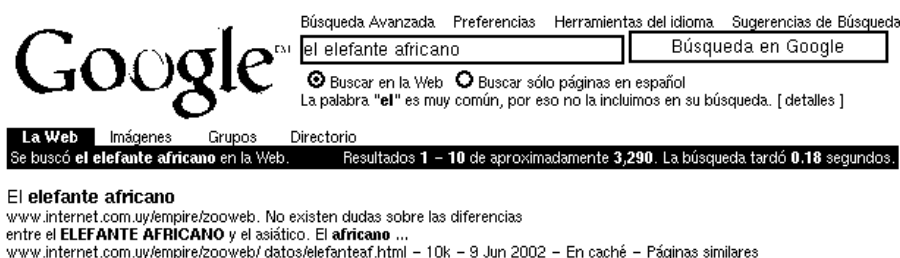 Búsqueda Avanzada Preferencias Herramientas del idioma Sugerencias de Búsqueda
Google™
el elefante africano Búsqueda en Google
Buscar en la Web Buscar sólo páginas en español
La palabra "el" es muy común, por eso no la incluimos en su búsqueda. [ detalles ]
La Web Imágenes Grupos Directorio
Se buscó el elefante africano en la Web. Resultados 1 – 10 de aproximadamente 3,290. La búsqueda tardó 0.18 segundos.
El elefante africano
www.internet.com.uy/empire/zooweb. No existen dudas sobre las diferencias
entre el ELEFANTE AFRICANO y el asiático. El africano ...
www.internet.com.uy/empire/zooweb/ datos/elefanteaf.html – 10k – 9 Jun 2002 – En caché – Páginas similares